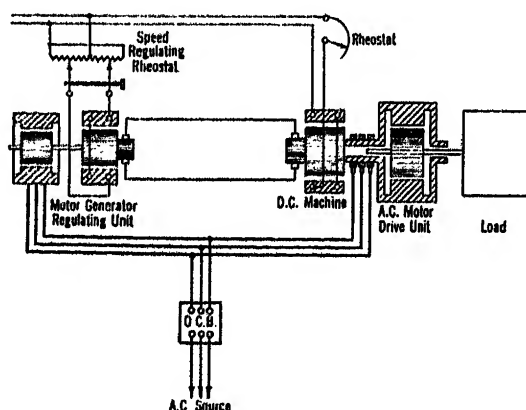 Speed
Regulating
Rheostat
Rheostat
Motor Generator
Regulating Unit
D.C. Machine
A.C. Motor
Drive Unit
Load
O.C.B.
A.C. Source